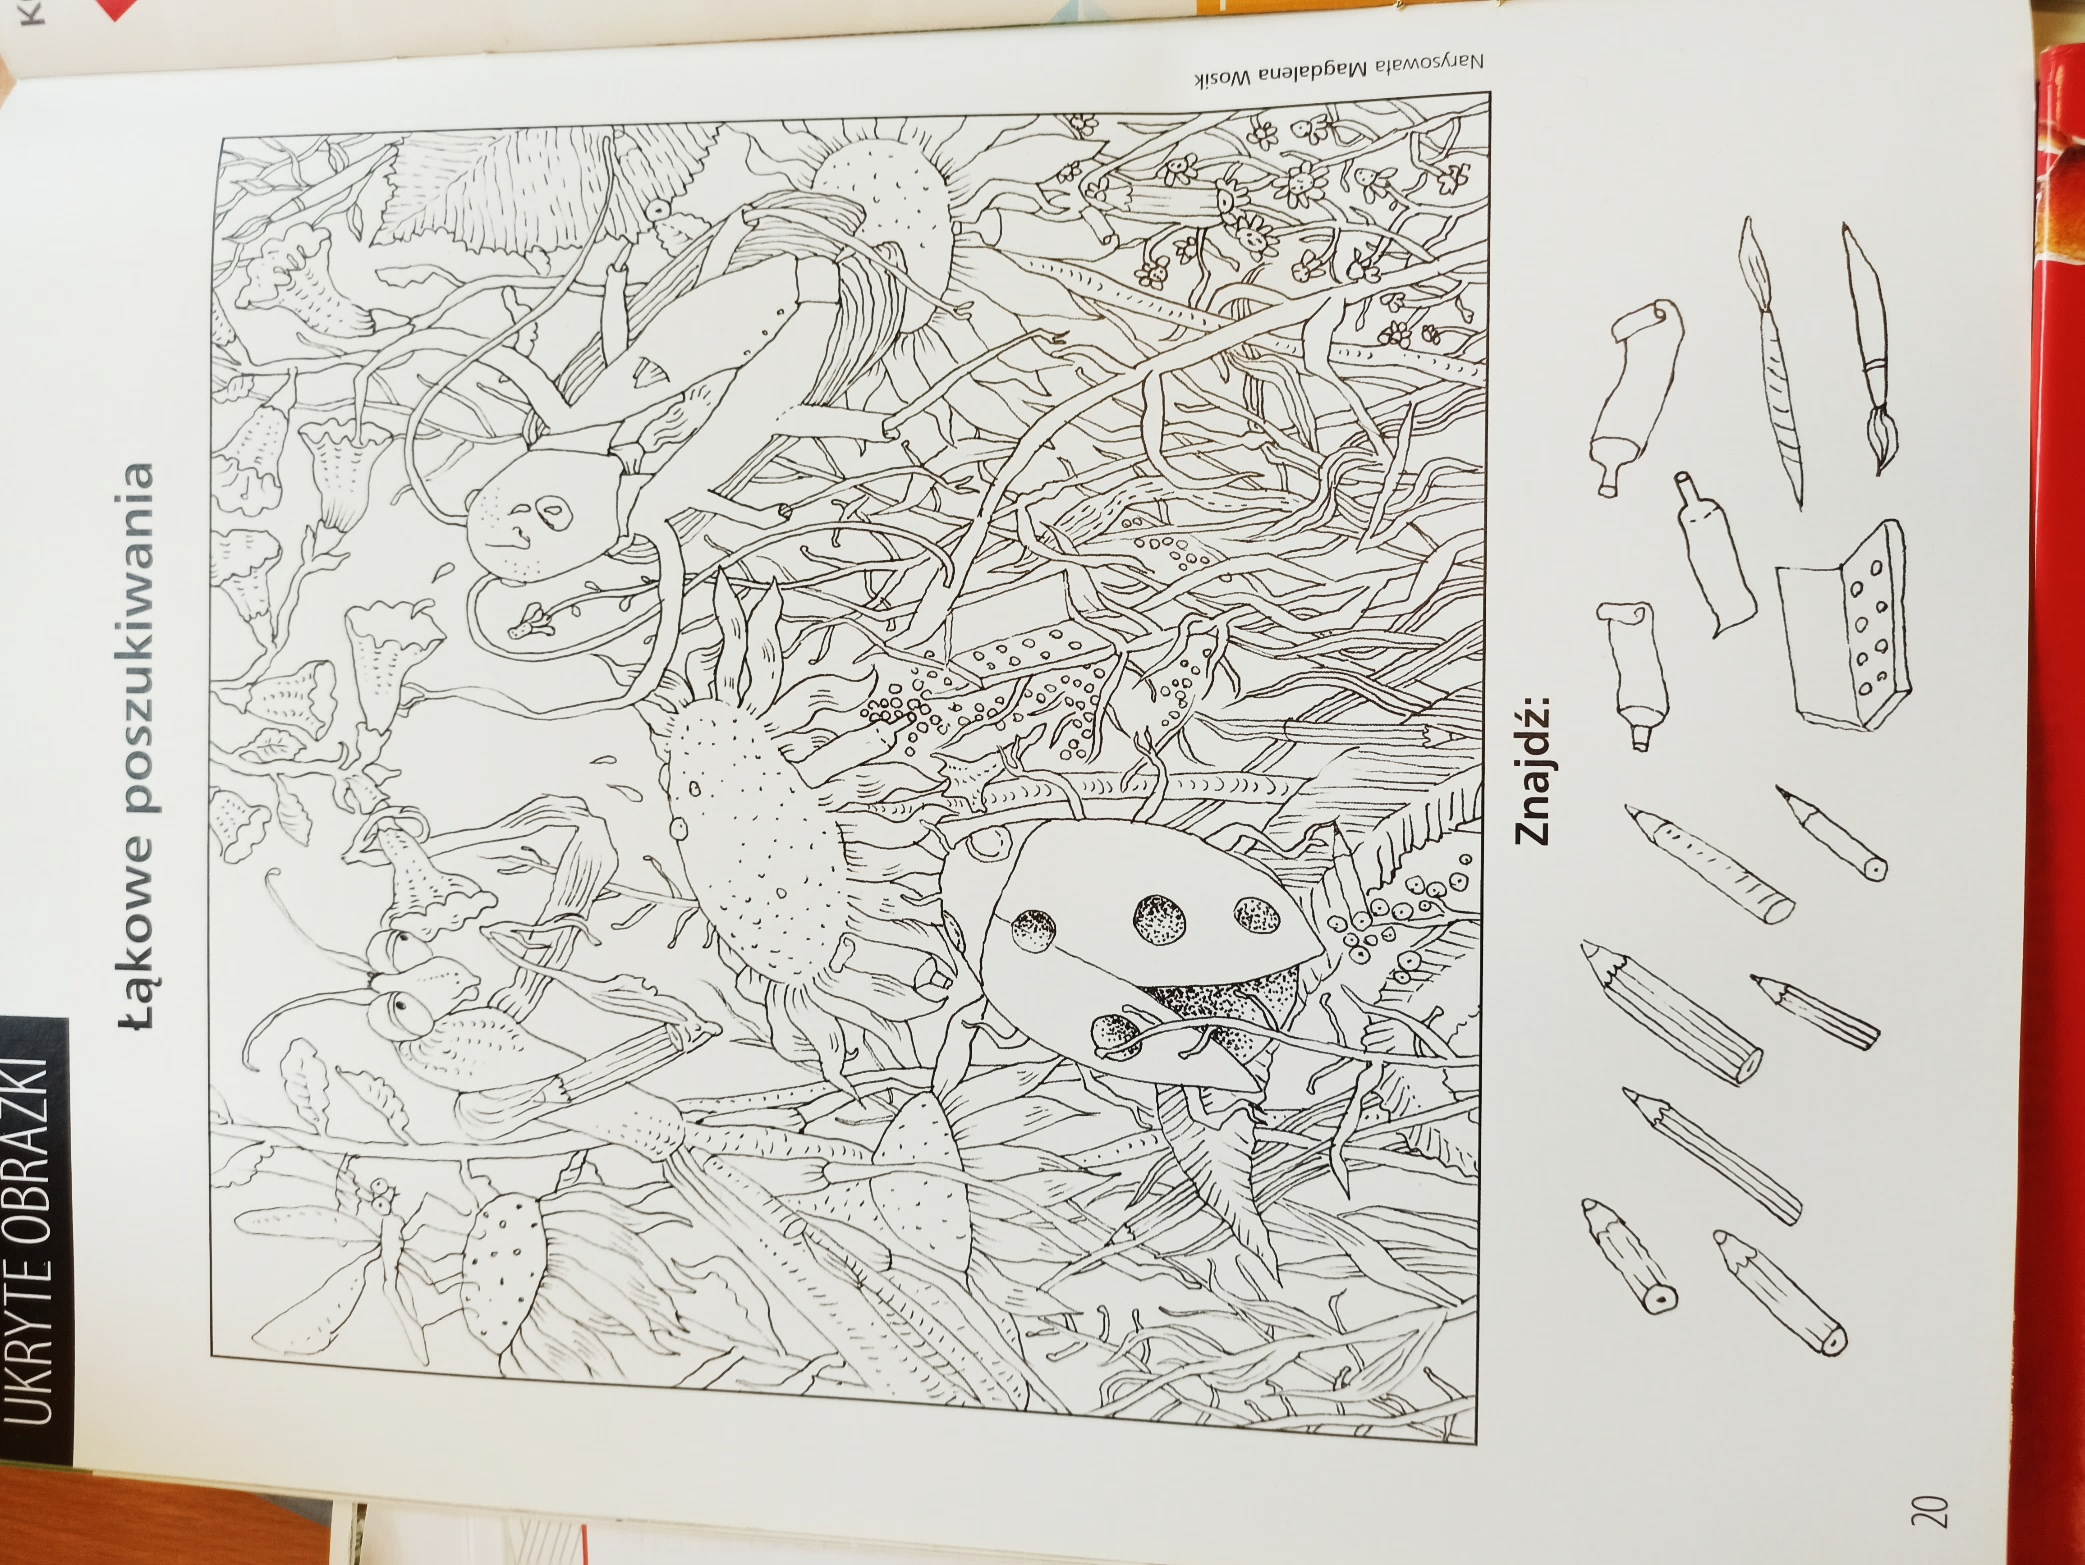 UKRYTE OBRAZKI
Łąkowe poszukiwania
Narysowała Magdalena Wosik
Znajdź:
20